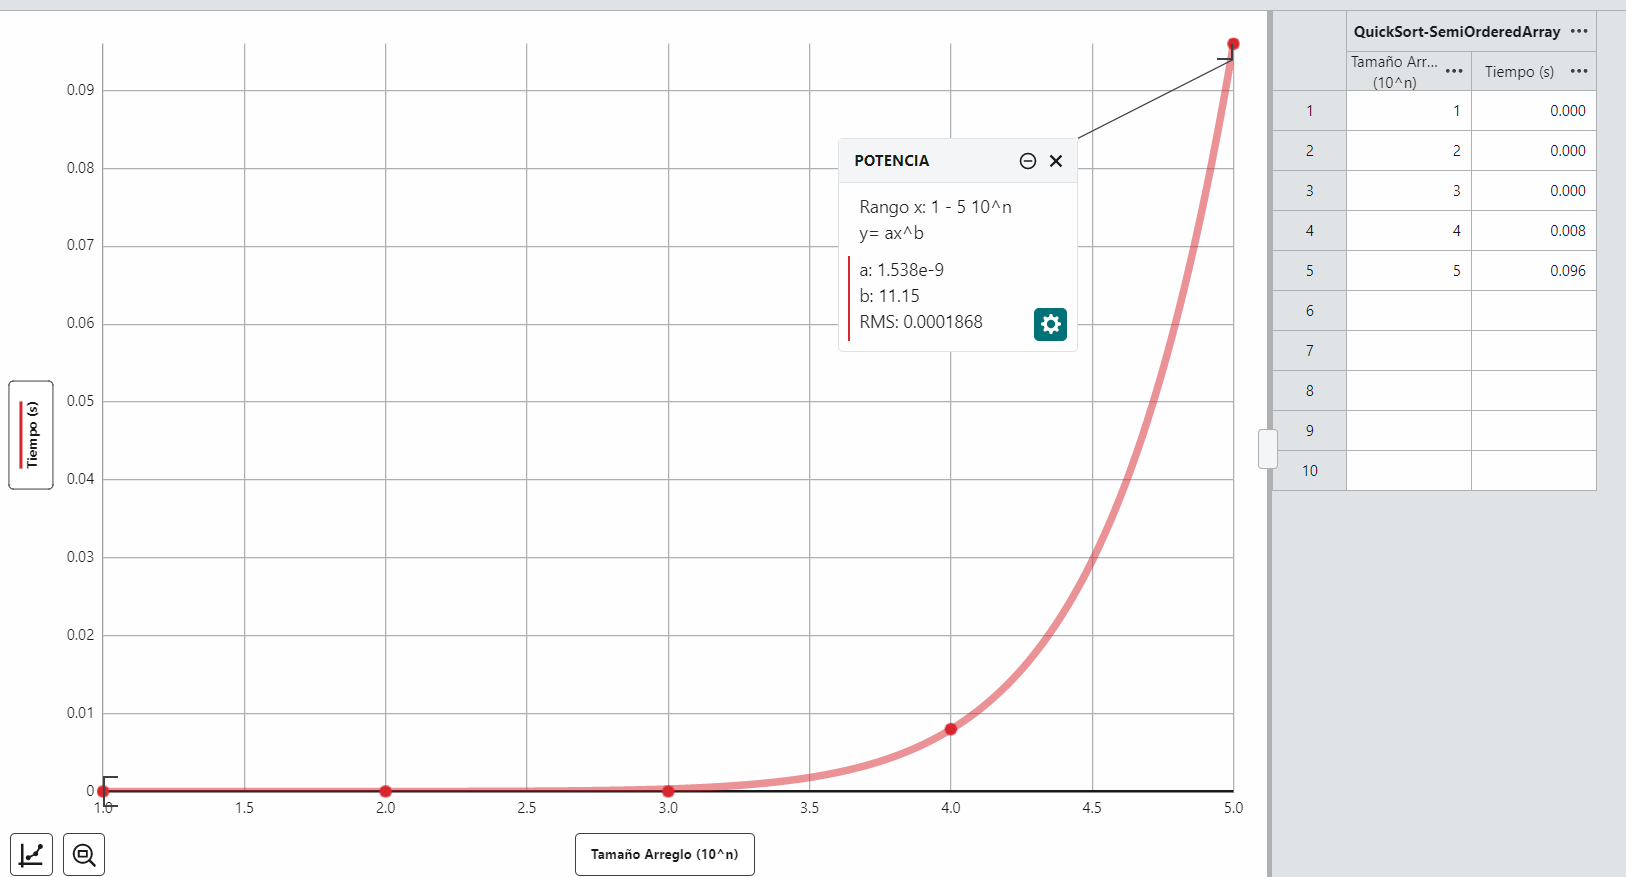 0.09
0.08
0.07
0.06
0.05
0.04
0.03
0.02
0.01
0
1.0 1.5 2.0 2.5 3.0 3.5 4.0 4.5 5.0
Tiempo (s)
Tamaño Arreglo (10^n)
POTENCIA
Rango x: 1 - 5 10^n
y= ax^b
a: 1.538e-9
b: 11.15
RMS: 0.0001868
QuickSort-SemiOrderedArray ···
Tamaño Arr... ··· Tiempo (s) ···
(10^n)
1 1 0.000
2 2 0.000
3 3 0.000
4 4 0.008
5 5 0.096
6
7
8
9
10